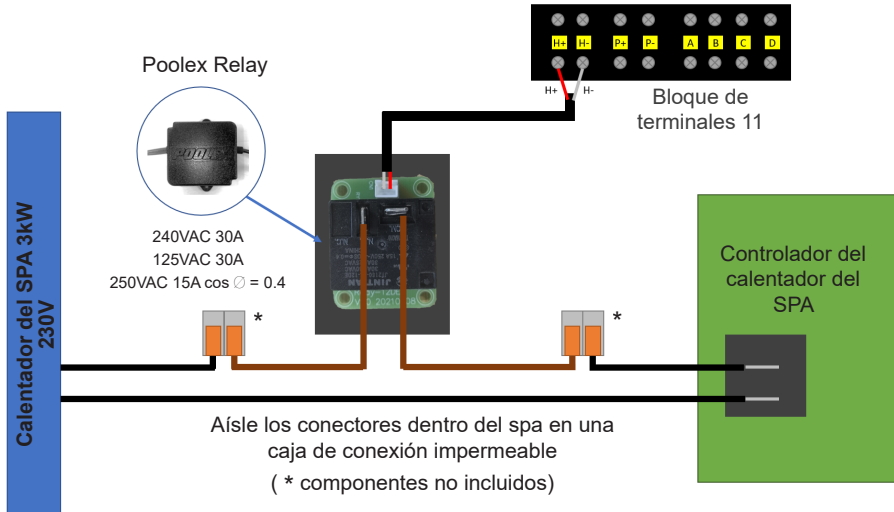 H+ H- P+ P- A B C D
H+ H-
Bloque de
terminales 11
Poolex Relay
POOLEX
240VAC 30A
125VAC 30A
250VAC 15A cos ∅ = 0.4
JINTIAN
Calentador del SPA 3kW
230V
Controlador del
calentador del
SPA
*
*
Aísle los conectores dentro del spa en una
caja de conexión impermeable
( * componentes no incluidos)